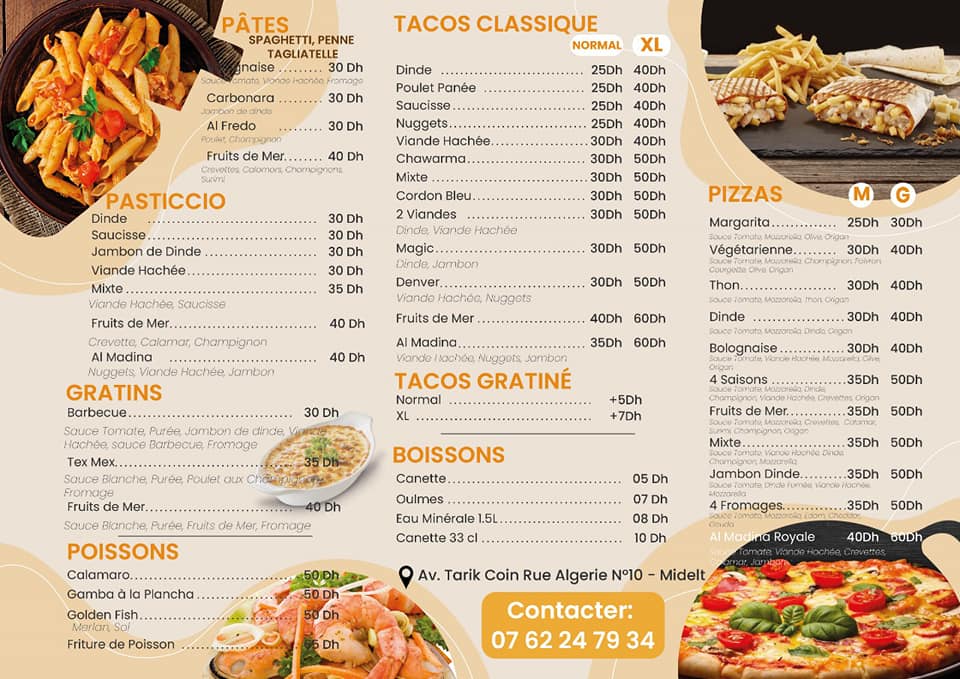 PÂTES
SPAGHETTI, PENNE
TAGLIATELLE
gnaise ......... 30 Dh
Sauce Tomate, Viande Hachée, Fromage
Carbonara ......... 30 Dh
Jambon de dinde
Al Fredo ......... 30 Dh
Poulet, Champignon
Fruits de Mer........ 40 Dh
Crevettes, Calamars, Champignons,
Surimi
PASTICCIO
Dinde ......... 30 Dh
Saucisse......... 30 Dh
Jambon de Dinde ......... 30 Dh
Viande Hachée......... 30 Dh
Mixte ......... 35 Dh
Viande Hachée, Saucisse
Fruits de Mer......... 40 Dh
Crevette, Calamar, Champignon
Al Madina ......... 40 Dh
Nuggets, Viande Hachée, Jambon
GRATINS
Barbecue......... 30 Dh
Sauce Tomate, Purée, Jambon de dinde, Viande
Hachée, sauce Barbecue, Fromage
Tex Mex......... 35 Dh
Sauce Blanche, Purée, Poulet aux Champignons,
Fromage
Fruits de Mer......... 40 Dh
Sauce Blanche, Purée, Fruits de Mer, Fromage
POISSONS
Calamaro......... 50 Dh
Gamba à la Plancha ......... 50 Dh
Golden Fish......... 50 Dh
Merlan, Sol
Friture de Poisson ......... 55 Dh
TACOS CLASSIQUE
NORMAL XL
Dinde ......... 25Dh 40Dh
Poulet Panée ......... 25Dh 40Dh
Saucisse......... 25Dh 40Dh
Nuggets......... 25Dh 40Dh
Viande Hachée......... 30Dh 40Dh
Chawarma......... 30Dh 50Dh
Mixte ......... 30Dh 50Dh
Cordon Bleu......... 30Dh 50Dh
2 Viandes ......... 30Dh 50Dh
Dinde, Viande Hachée
Magic......... 30Dh 50Dh
Dinde, Jambon
Denver......... 30Dh 50Dh
Viande Hachée, Nuggets
Fruits de Mer ......... 40Dh 60Dh
Al Madina......... 35Dh 60Dh
Viande Hachée, Nuggets, Jambon
TACOS GRATINÉ
Normal ......... +5Dh
XL ......... +7Dh
BOISSONS
Canette......... 05 Dh
Oulmes ......... 07 Dh
Eau Minérale 1.5L......... 08 Dh
Canette 33 cl ......... 10 Dh
Av. Tarik Coin Rue Algerie N°10 - Midelt
Contacter:
07 62 24 79 34
PIZZAS M G
Margarita......... 25Dh 30Dh
Sauce Tomate, Mozzarella, Olive, Origan
Végétarienne......... 30Dh 40Dh
Sauce Tomate, Mozzarella, Champignon, Poivron,
Courgette, Olive, Origan
Thon......... 30Dh 40Dh
Sauce Tomate, Mozzarella, Thon, Origan
Dinde ......... 30Dh 40Dh
Sauce Tomate, Mozzarella, Dinde, Origan
Bolognaise ......... 30Dh 40Dh
Sauce Tomate, Viande Hachée, Mozzarella, Olive,
Origan
4 Saisons ......... 35Dh 50Dh
Sauce Tomate, Mozzarella, Dinde,
Champignon, Viande Hachée, Crevettes, Origan
Fruits de Mer......... 35Dh 50Dh
Sauce Tomate, Mozzarella, Crevettes, Calamar,
Surimi, Champignon, Origan
Mixte......... 35Dh 50Dh
Sauce Tomate, Viande Hachée, Dinde,
Champignon, Mozzarella,
Jambon Dinde......... 35Dh 50Dh
Sauce Tomate, Dinde Fumée, Viande Hachée,
Mozzarella
4 Fromages......... 35Dh 50Dh
Sauce Tomate, Mozzarella, Edam, Cheddar,
Gouda
Al Madina Royale 40Dh 60Dh
Sauce Tomate, Viande Hachée, Crevettes,
Calamar, Jambon